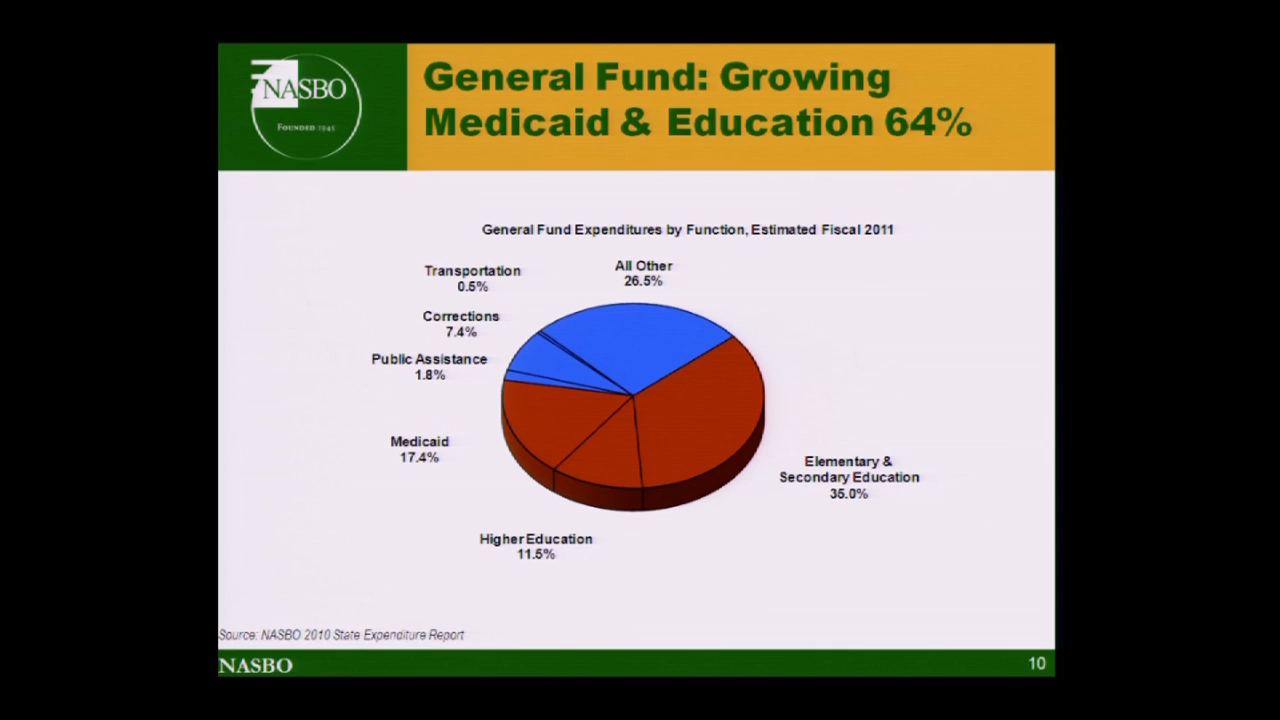 NASBO
FOUNDED 1945
General Fund: Growing
Medicaid & Education 64%
General Fund Expenditures by Function, Estimated Fiscal 2011
Transportation
0.5%
All Other
26.5%
Corrections
7.4%
Public Assistance
1.8%
Medicaid
17.4%
Elementary &
Secondary Education
35.0%
Higher Education
11.5%
Source: NASBO 2010 State Expenditure Report
NASBO
10